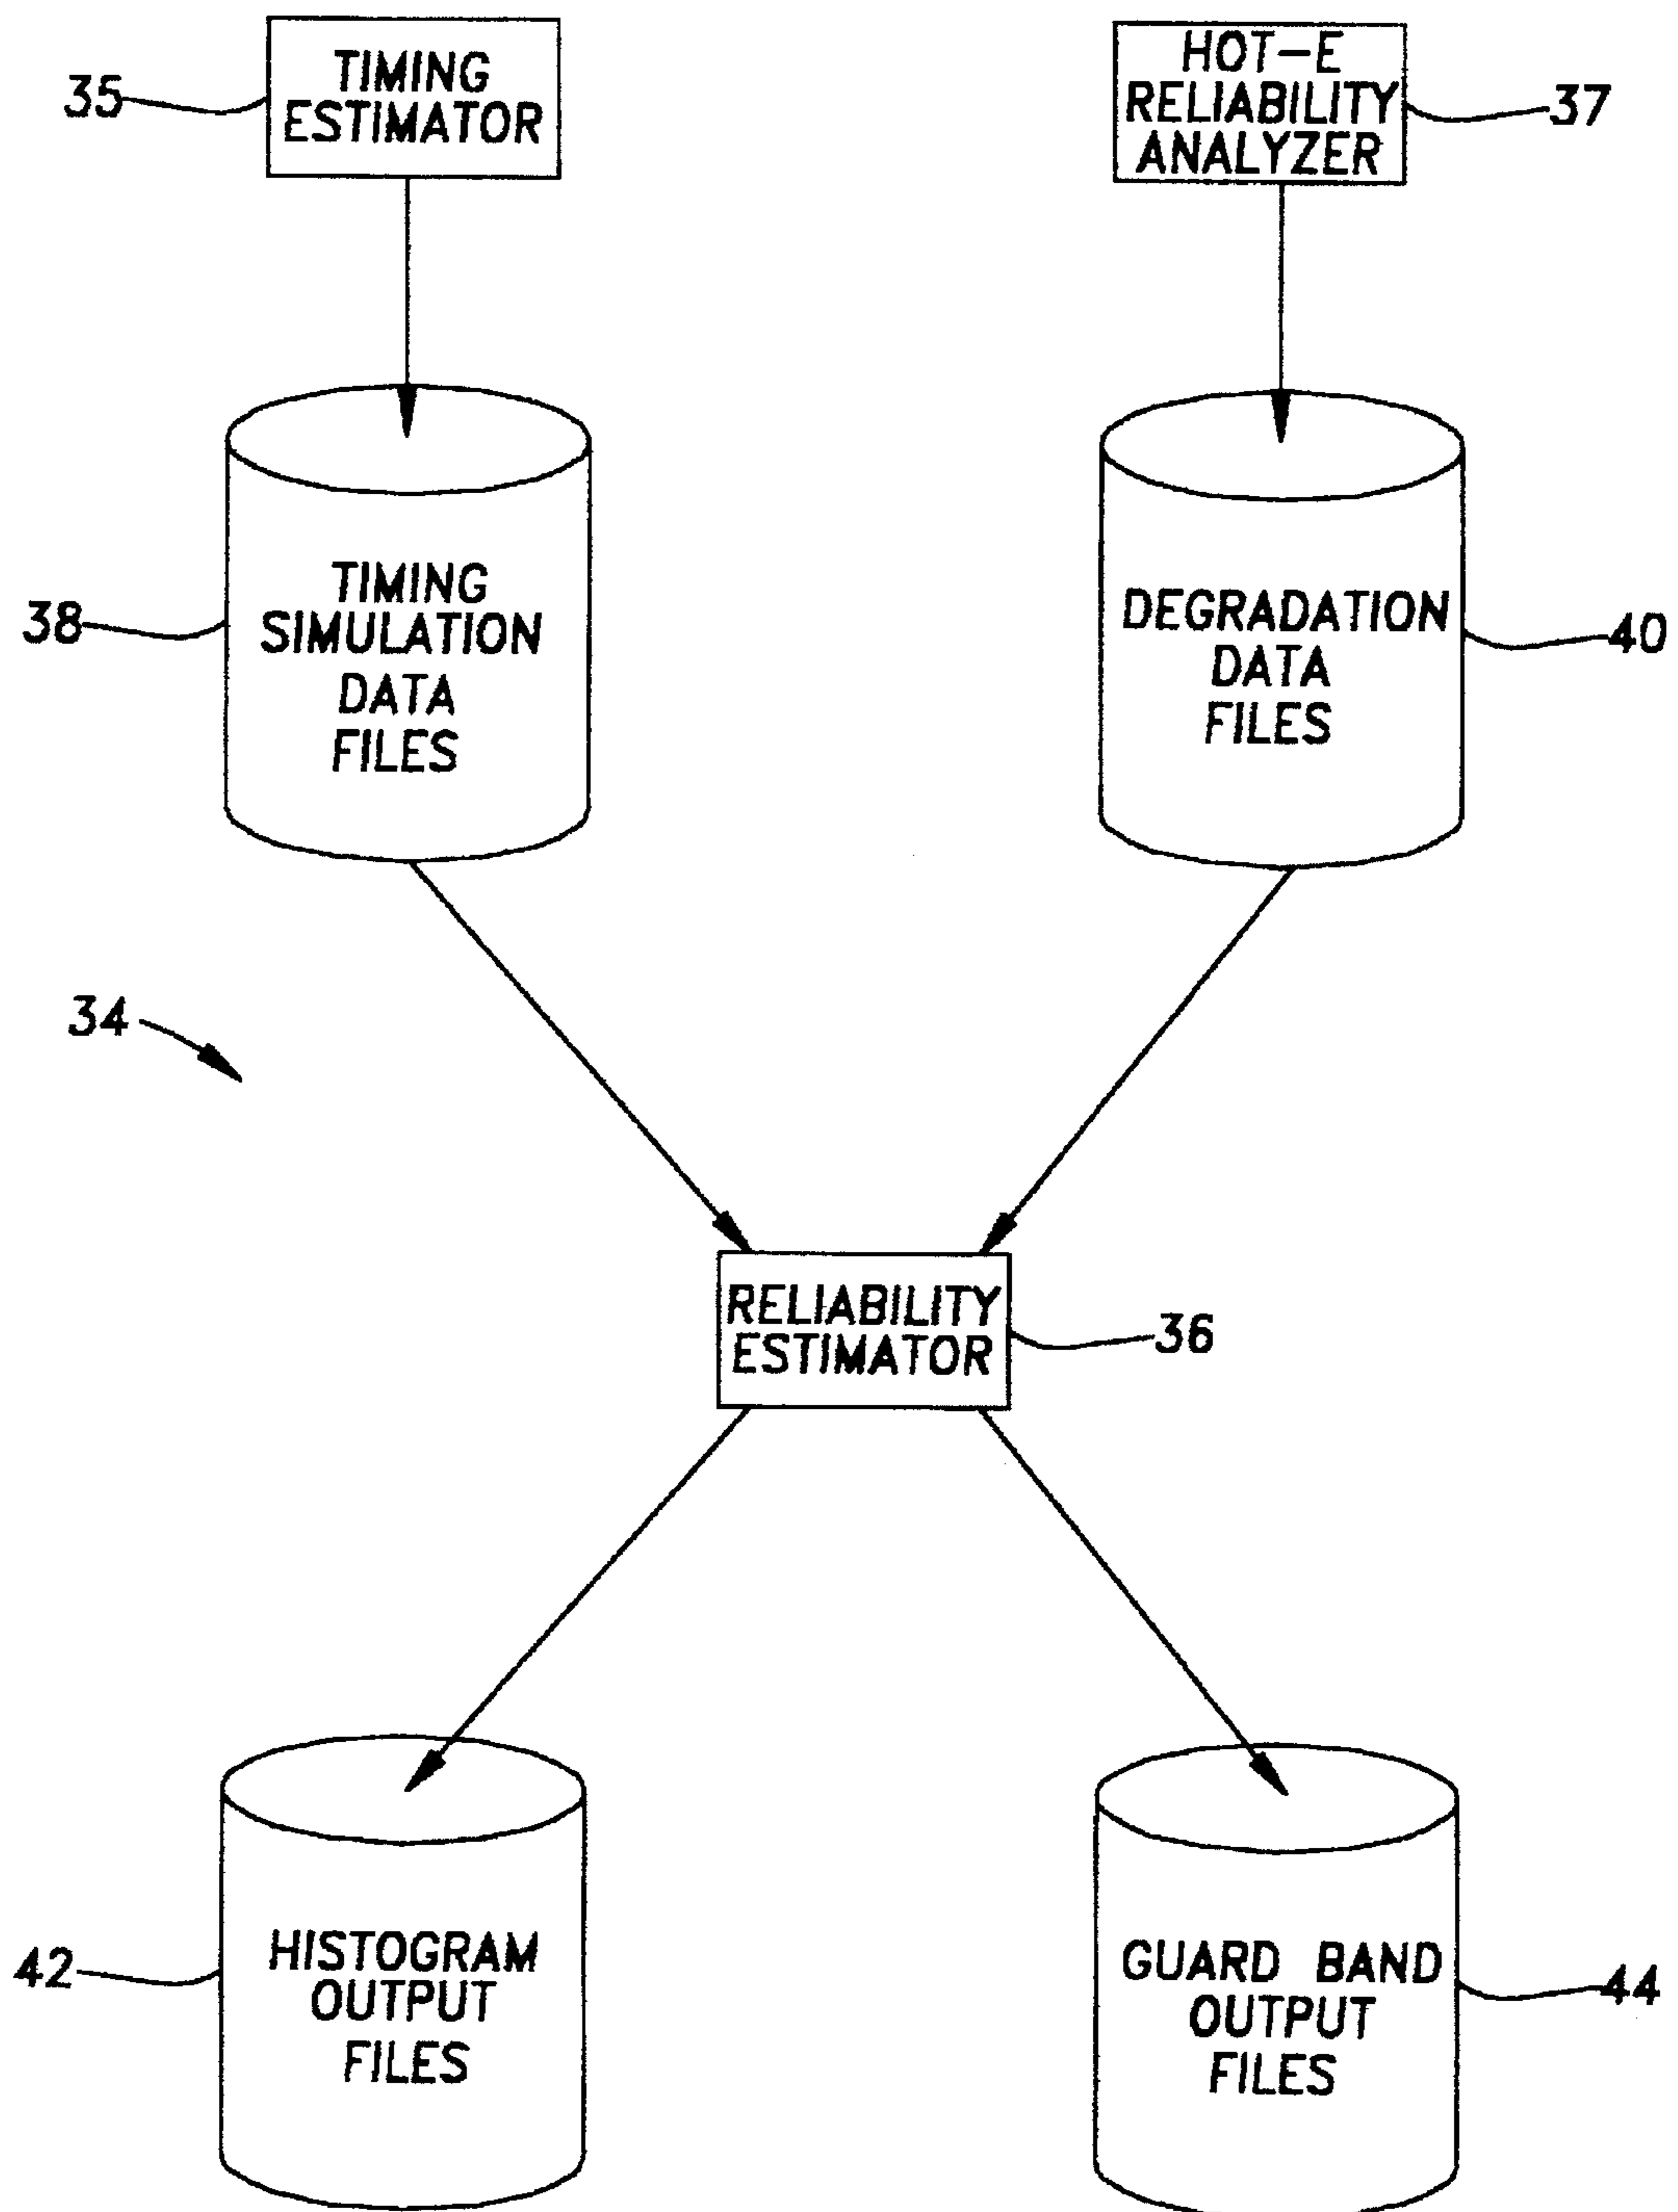 35
TIMING
ESTIMATOR
HOT-E
RELIABILITY
ANALYZER
37
38
TIMING
SIMULATION
DATA
FILES
DEGRADATION
DATA
FILES
40
34
RELIABILITY
ESTIMATOR
36
42
HISTOGRAM
OUTPUT
FILES
GUARD BAND
OUTPUT
FILES
44